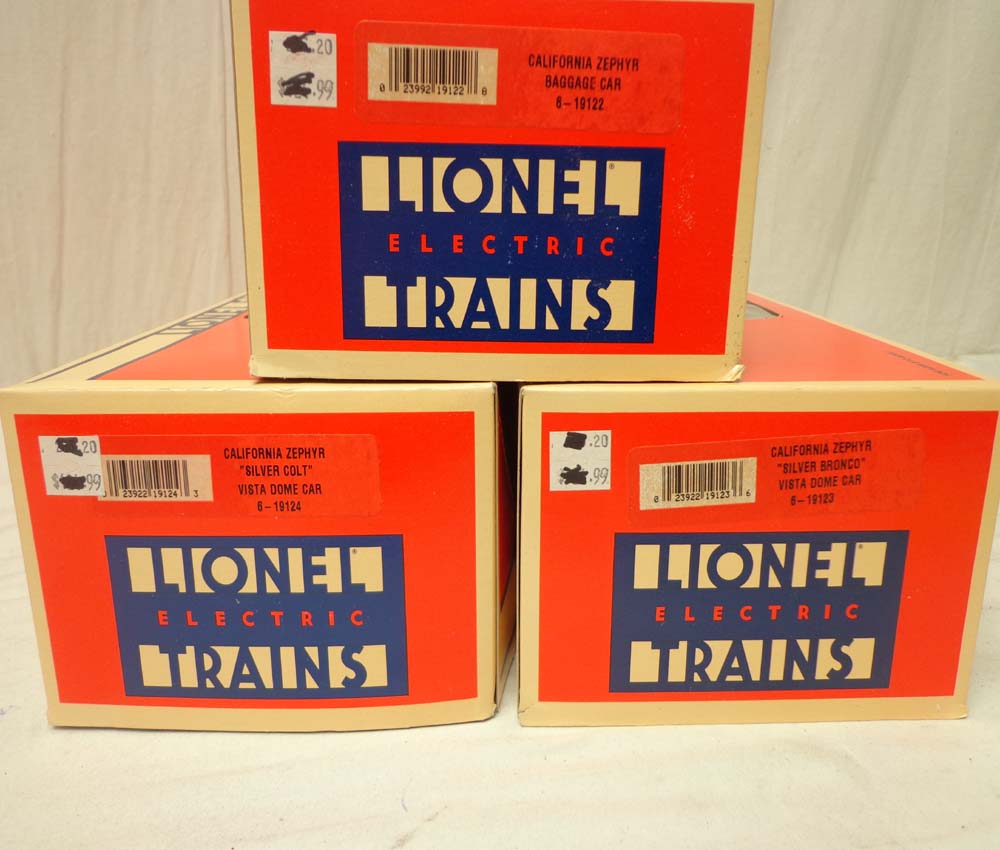 .20
.99
0 23992 19122 8
CALIFORNIA ZEPHYR
BAGGAGE CAR
6-19122
LIONEL®
ELECTRIC
TRAINS
20
$ 99
23922 19124 3
CALIFORNIA ZEPHYR
"SILVER COLT"
VISTA DOME CAR
6-19124
LIONEL®
ELECTRIC
TRAINS
.20
.99
0 23922 19123 6
CALIFORNIA ZEPHYR
"SILVER BRONCO"
VISTA DOME CAR
6-19123
LIONEL®
ELECTRIC
TRAINS